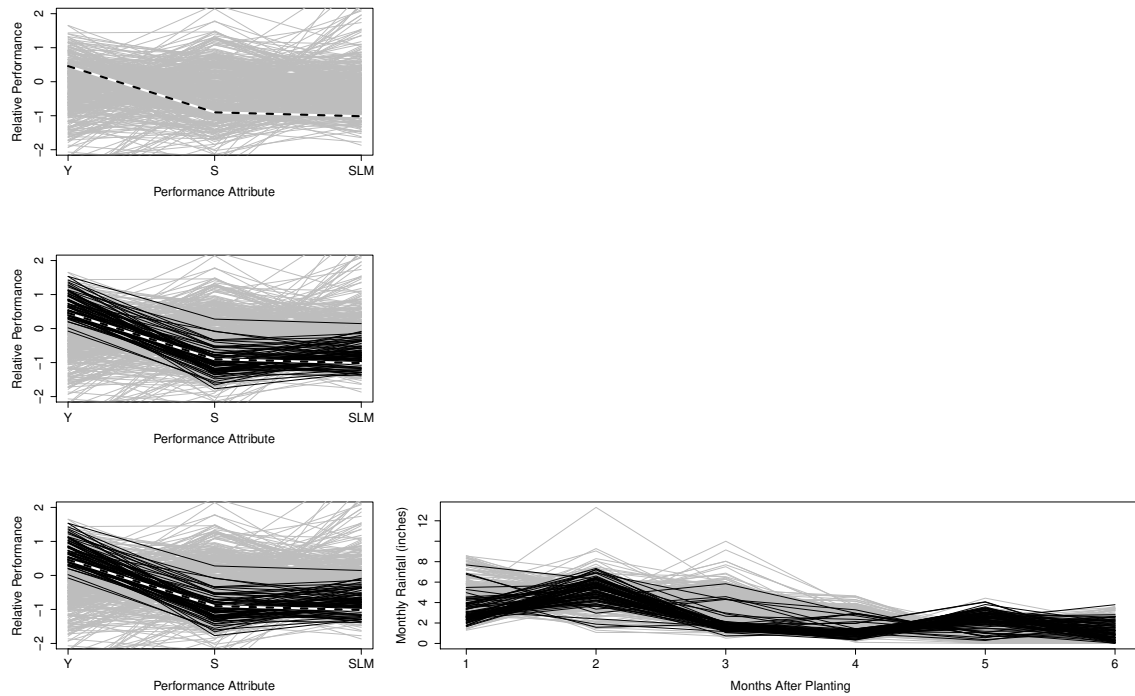 Relative Performance
2
1
0
−1
−2
Y S SLM
Performance Attribute
Relative Performance
2
1
0
−1
−2
Y S SLM
Performance Attribute
Relative Performance
2
1
0
−1
−2
Y S SLM
Performance Attribute
Monthly Rainfall (inches)
12
8
6
4
2
0
1 2 3 4 5 6
Months After Planting